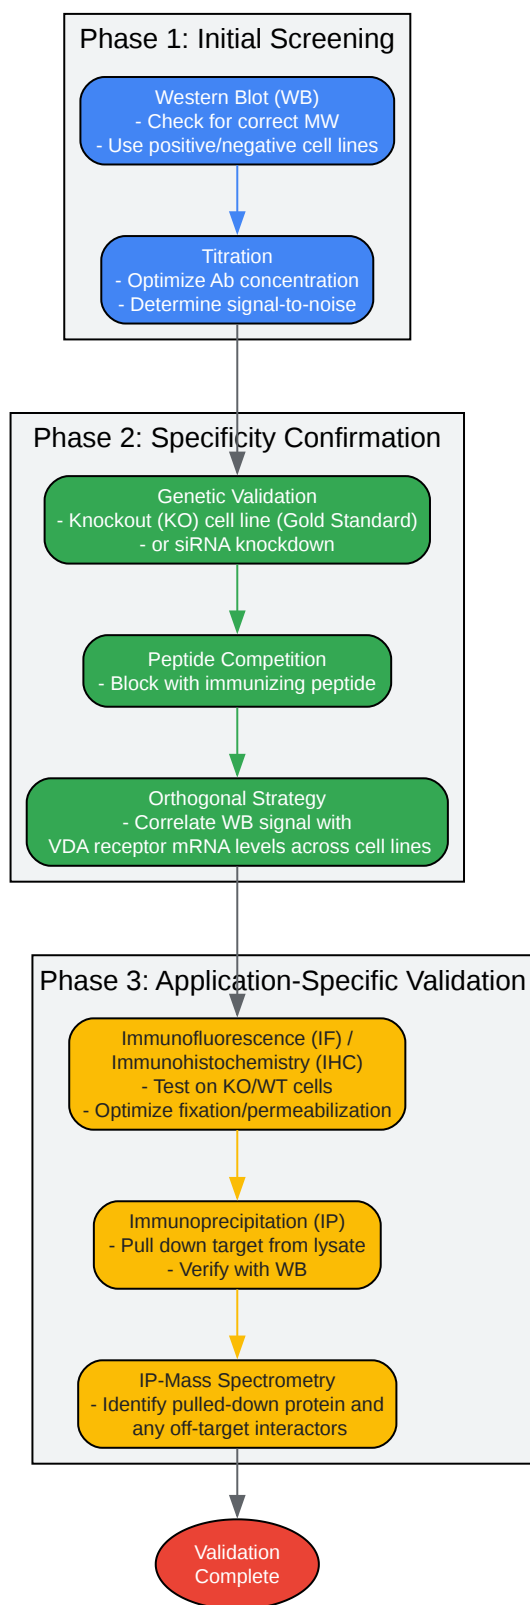 Phase 1: Initial Screening
Western Blot (WB)
- Check for correct MW
- Use positive/negative cell lines
Titration
- Optimize Ab concentration
- Determine signal-to-noise
Phase 2: Specificity Confirmation
Genetic Validation
- Knockout (KO) cell line (Gold Standard)
- or siRNA knockdown
Peptide Competition
- Block with immunizing peptide
Orthogonal Strategy
- Correlate WB signal with
VDA receptor mRNA levels across cell lines
Phase 3: Application-Specific Validation
Immunofluorescence (IF) /
Immunohistochemistry (IHC)
- Test on KO/WT cells
- Optimize fixation/permeabilization
Immunoprecipitation (IP)
- Pull down target from lysate
- Verify with WB
IP-Mass Spectrometry
- Identify pulled-down protein and
any off-target interactors
Validation
Complete